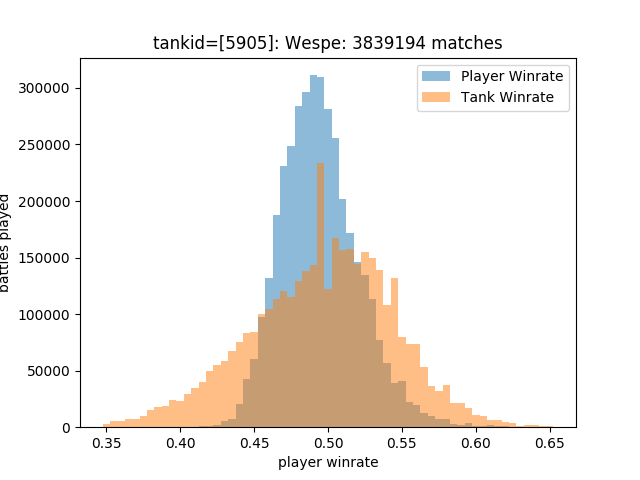 tankid=[5905]: Wespe: 3839194 matches
Player Winrate
Tank Winrate
300000
250000
200000
150000
100000
50000
0
battles played
0.35 0.40 0.45 0.50 0.55 0.60 0.65
player winrate